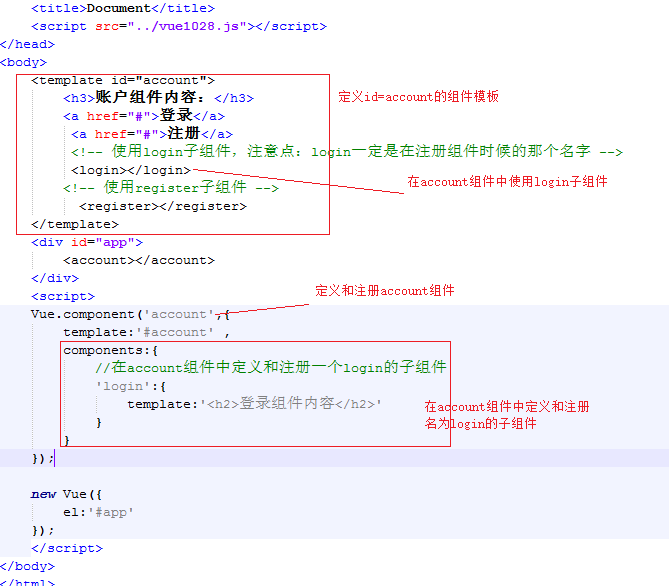 <title>Document</title>
<script src="../vue1028.js"></script>
</head>
<body>
<template id="account">
<h3>账户组件内容：</h3>
定义id=account的组件模板
<a href="#">登录</a>
<a href="#">注册</a>
<!-- 使用login子组件，注意点：login一定是在注册组件时候的那个名字 -->
<login></login>
在account组件中使用login子组件
<!-- 使用register子组件 -->
<register></register>
</template>
<div id="app">
<account></account>
</div>
<script>
定义和注册account组件
Vue.component('account',{
template:'#account' ,
components:{
//在account组件中定义和注册一个login的子组件
'login':{
template:'<h2>登录组件内容</h2>'
在account组件中定义和注册
名为login的子组件
}
}
});
new Vue({
el:'#app'
});
</script>
</body>
</html>